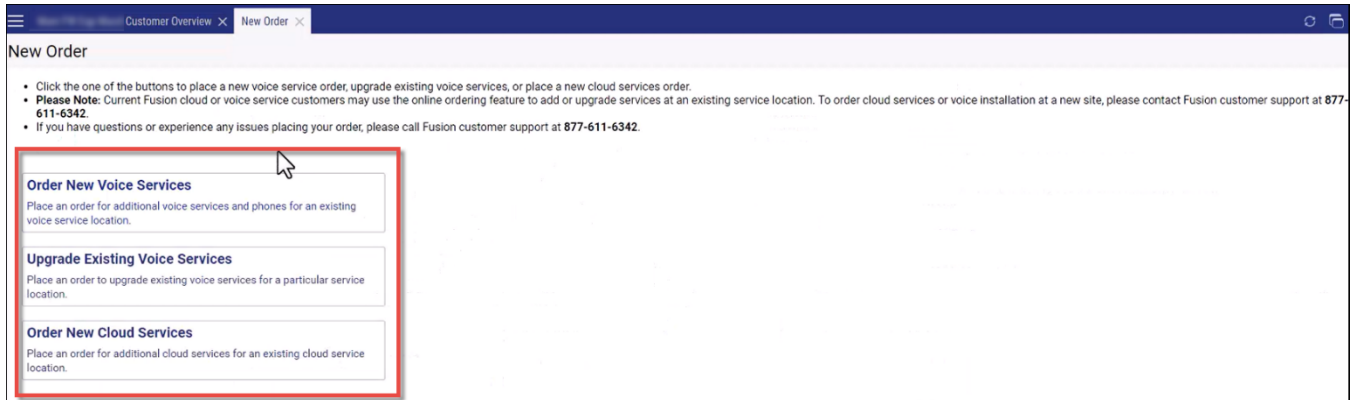 Customer Overview
New Order
New Order
• Click the one of the buttons to place a new voice service order, upgrade existing voice services, or place a new cloud services order.
• Please Note: Current Fusion cloud or voice service customers may use the online ordering feature to add or upgrade services at an existing service location. To order cloud services or voice installation at a new site, please contact Fusion customer support at 877-
611-6342.
• If you have questions or experience any issues placing your order, please call Fusion customer support at 877-611-6342.
Order New Voice Services
Place an order for additional voice services and phones for an existing
voice service location.
Upgrade Existing Voice Services
Place an order to upgrade existing voice services for a particular service
location.
Order New Cloud Services
Place an order for additional cloud services for an existing cloud service
location.